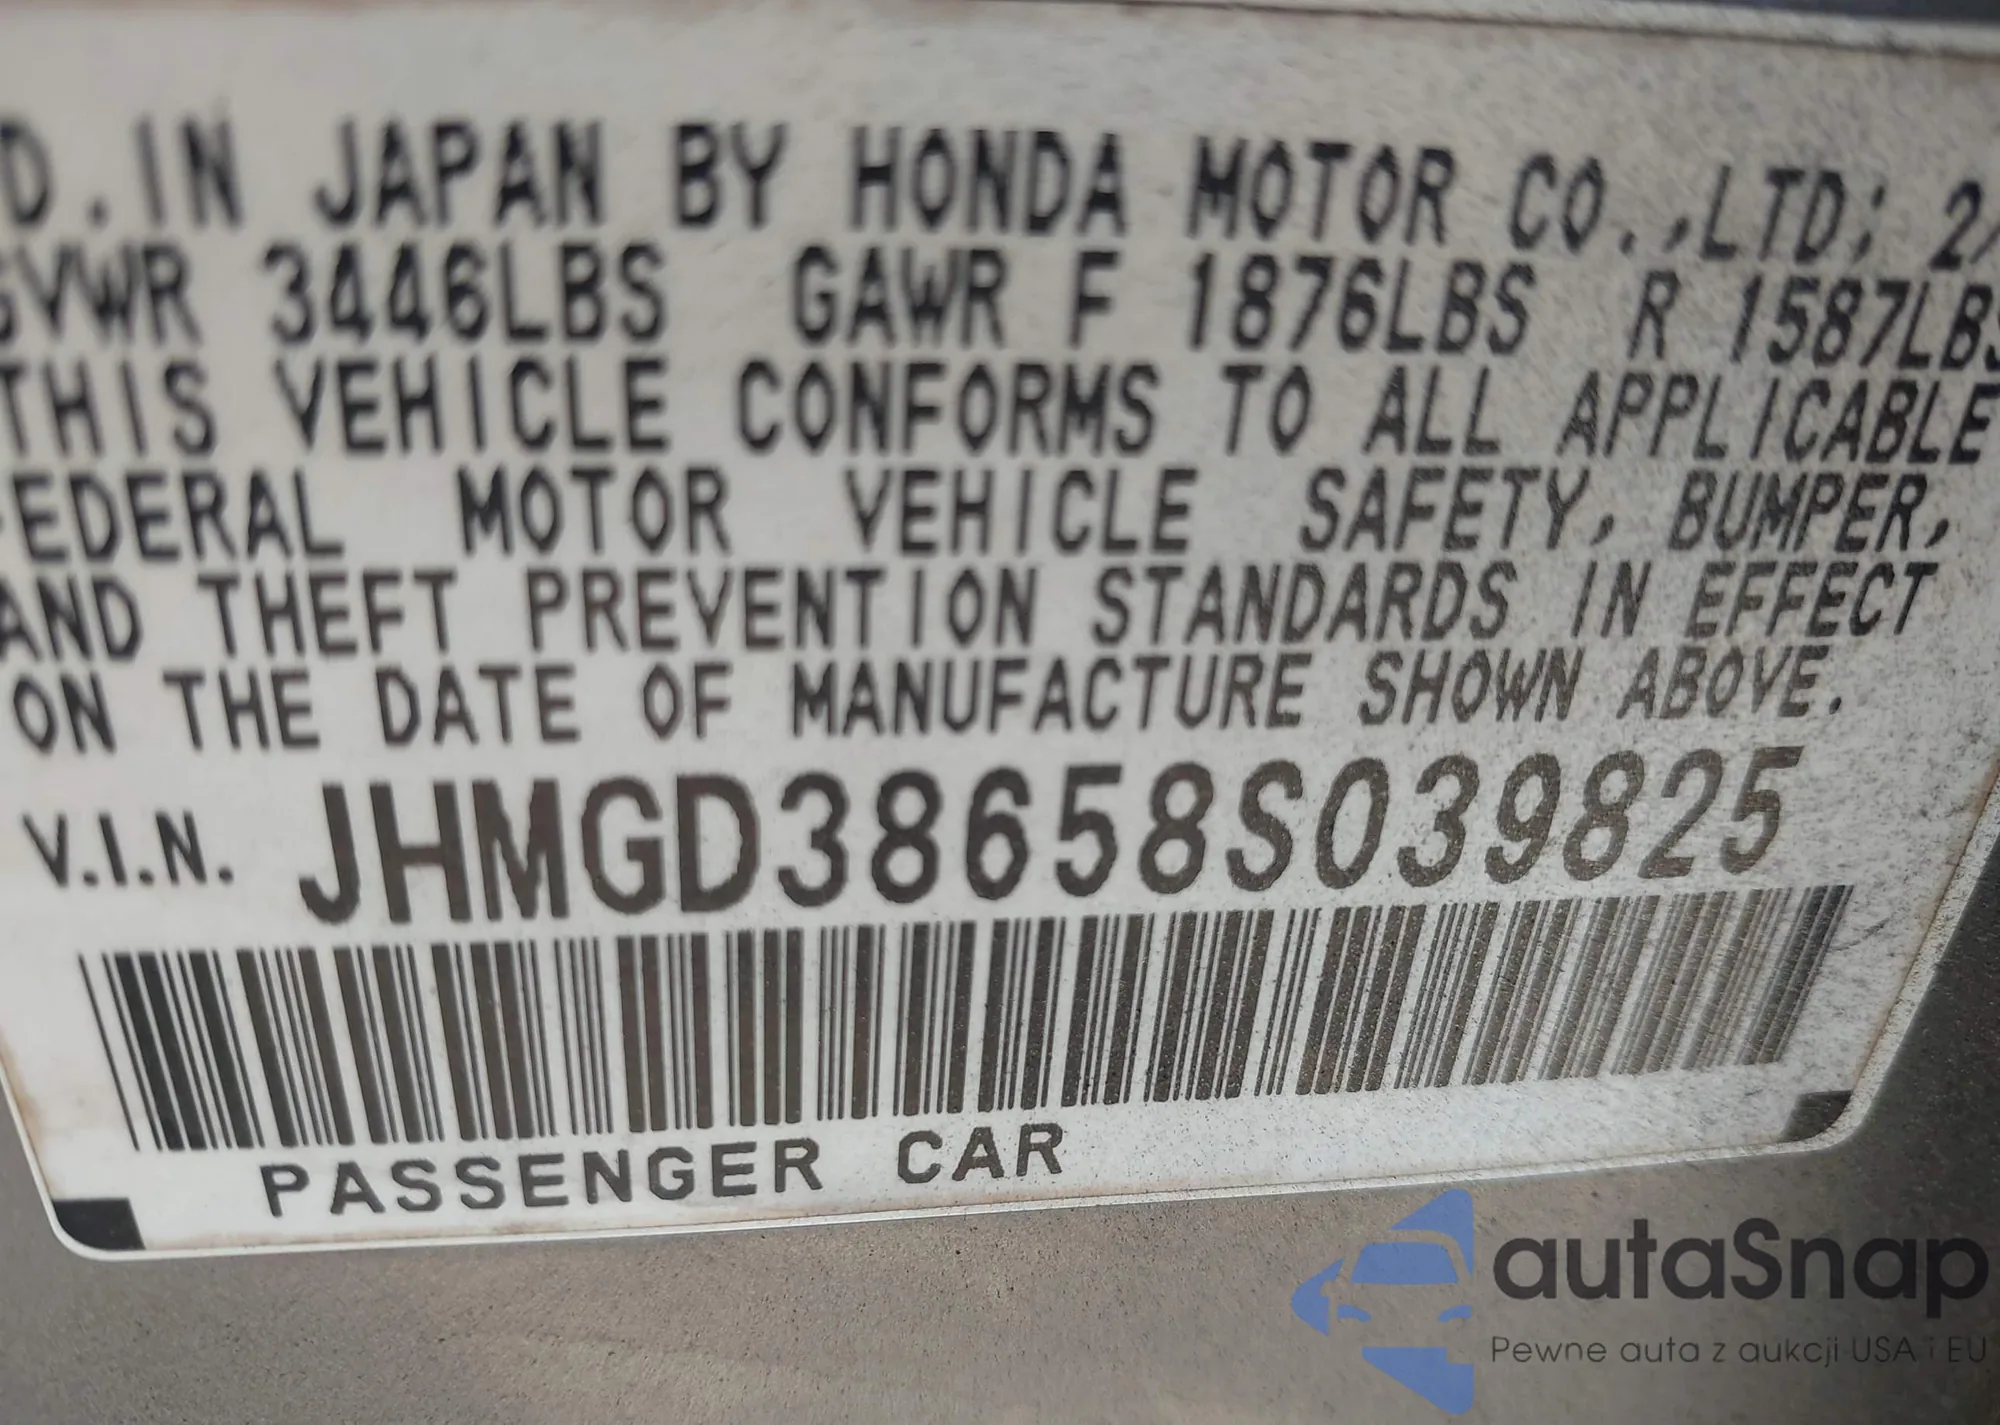 D. IN JAPAN BY HONDA MOTOR CO.,LTD; 2/
GVWR 3446LBS GAWR F 1876LBS R 1587LBS
THIS VEHICLE CONFORMS TO ALL APPLICABLE
FEDERAL MOTOR VEHICLE SAFETY, BUMPER,
AND THEFT PREVENTION STANDARDS IN EFFECT
ON THE DATE OF MANUFACTURE SHOWN ABOVE.
V.I.N. JHMGD38658S039825
PASSENGER CAR
autaSnap
Pewne auta z aukcji USA i EU